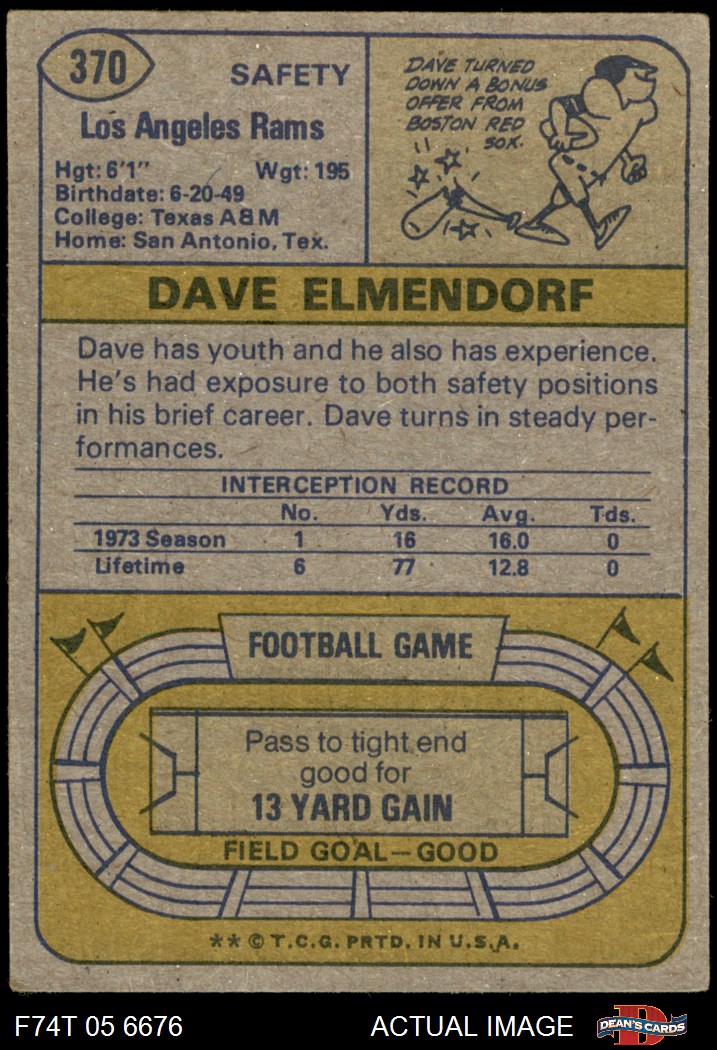 370
SAFETY
Los Angeles Rams
Hgt: 6'1" Wgt: 195
Birthdate: 6-20-49
College: Texas A&M
Home: San Antonio, Tex.
DAVE TURNED
DOWN A BONUS
OFFER FROM
BOSTON RED
SOX.
DAVE ELMENDORF
Dave has youth and he also has experience.
He's had exposure to both safety positions
in his brief career. Dave turns in steady per-
formances.
INTERCEPTION RECORD
No. Yds. Avg. Tds.
1973 Season 1 16 16.0 0
Lifetime 6 77 12.8 0
FOOTBALL GAME
Pass to tight end
good for
13 YARD GAIN
FIELD GOAL—GOOD
** © T.C.G. PRTD. IN U.S.A.
F74T 05 6676 ACTUAL IMAGE
D
DEAN'S CARDS